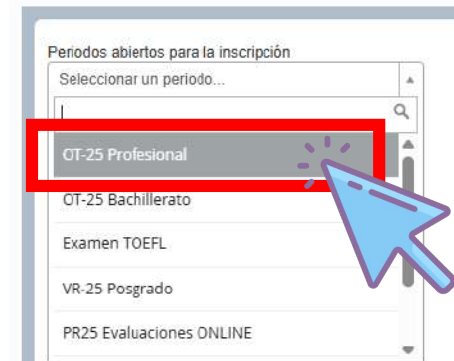 Periodos abiertos para la inscripción
Seleccionar un periodo...
OT-25 Profesional
OT-25 Bachillerato
Examen TOEFL
VR-25 Posgrado
PR25 Evaluaciones ONLINE